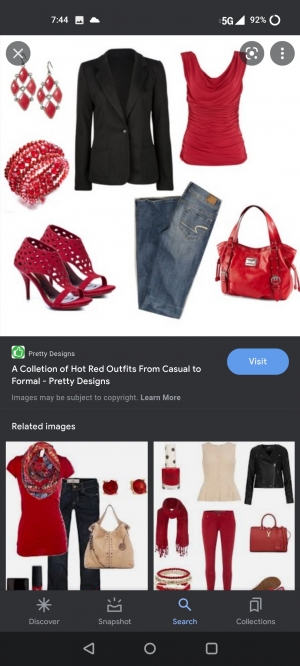 7:44
5G
92%
Pretty Designs
A Colletion of Hot Red Outfits From Casual to
Formal - Pretty Designs
Visit
Images may be subject to copyright. Learn More
Related images
Discover
Snapshot
Search
Collections